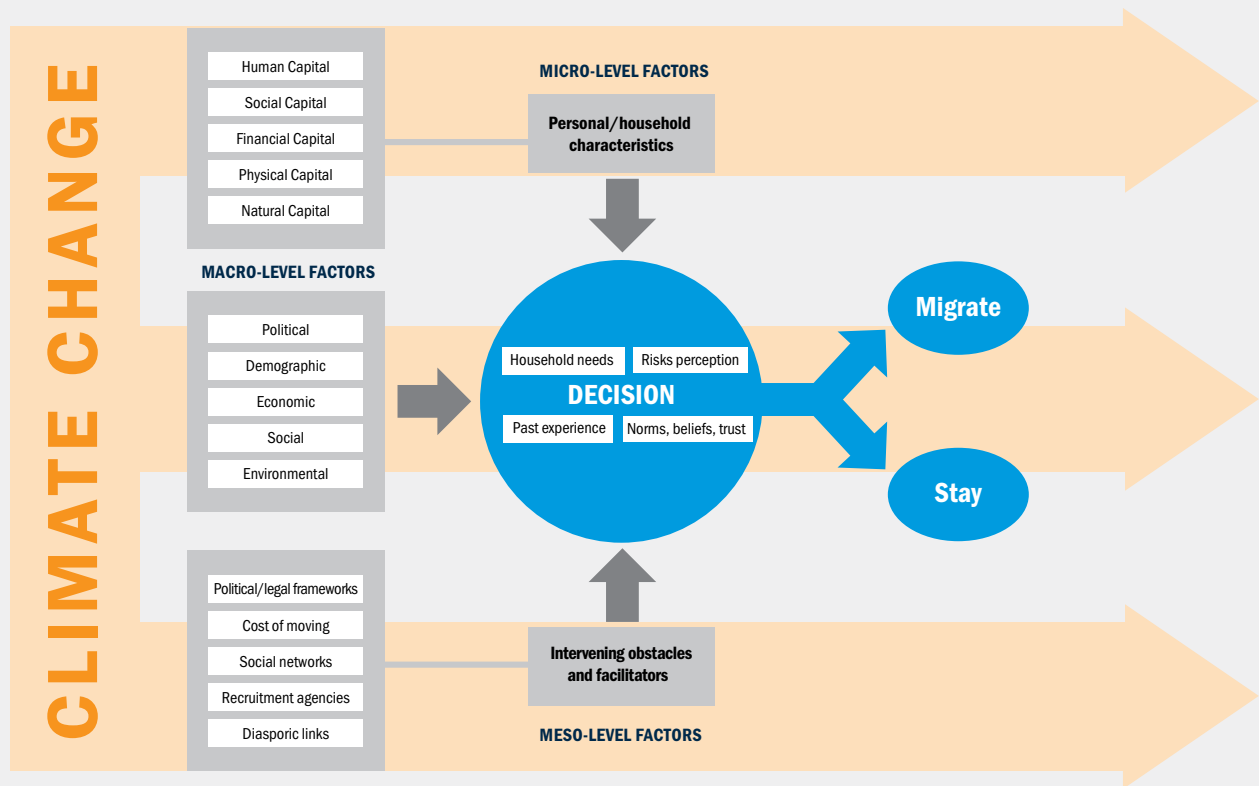 CLIMATE CHANGE
Human Capital
Social Capital
Financial Capital
Physical Capital
Natural Capital
MICRO-LEVEL FACTORS
Personal/household
characteristics
MACRO-LEVEL FACTORS
Political
Demographic
Economic
Social
Environmental
Household needs
Risks perception
DECISION
Past experience
Norms, beliefs, trust
Migrate
Stay
Political/legal frameworks
Cost of moving
Social networks
Recruitment agencies
Diasporic links
Intervening obstacles
and facilitators
MESO-LEVEL FACTORS